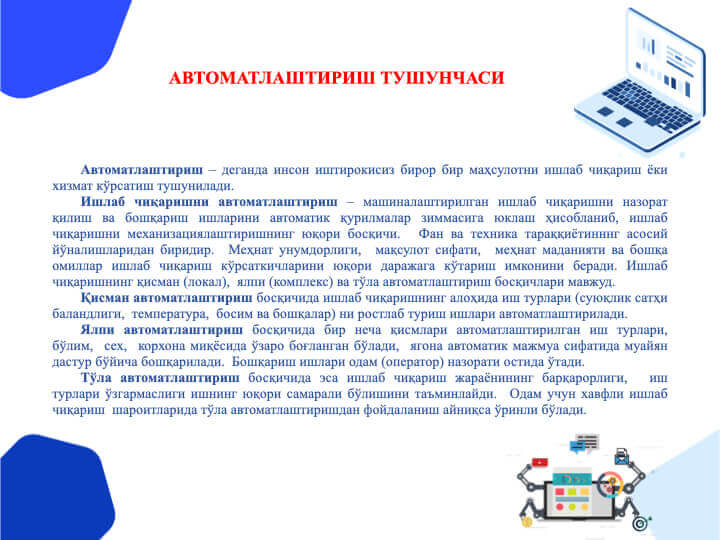 АВТОМАТЛАШТИРИШ ТУШУНЧАСИ
Автоматлаштириш – деганда инсон иштирокисиз бирор бир маҳсулотни ишлаб чиқариш ёки
хизмат кўрсатиш тушунилади.
Ишлаб чиқаришни автоматлаштириш – машиналаштирилган ишлаб чиқаришни назорат
қилиш ва бошқариш ишларини автоматик қурилмалар зиммасига юклаш ҳисобланиб, ишлаб
чиқаришни механизациялаштиришнинг юқори босқичи. Фан ва техника тараққиётининг асосий
йўналишларидан биридир. Меҳнат унумдорлиги, мақсулот сифати, меҳнат маданияти ва бошқа
омиллар ишлаб чиқариш кўрсаткичларини юқори даражага кўтариш имконини беради. Ишлаб
чиқаришнинг қисман (локал), ялпи (комплекс) ва тўла автоматлаштириш босқичлари мавжуд.
Қисман автоматлаштириш босқичида ишлаб чиқаришнинг алоҳида иш турлари (суюқлик сатҳи
баландлиги, температура, босим ва бошқалар) ни ростлаб туриш ишлари автоматлаштирилади.
Ялпи автоматлаштириш босқичида бир неча қисмлари автоматлаштирилган иш турлари,
бўлим, сех, корхона миқёсида ўзаро боғланган бўлади, ягона автоматик мажмуа сифатида муайян
дастур бўйича бошқарилади. Бошқариш ишлари одам (оператор) назорати остида ўтади.
Тўла автоматлаштириш босқичида эса ишлаб чиқариш жараёнининг барқарорлиги, иш
турлари ўзгармаслиги ишнинг юқори самарали бўлишини таъминлайди. Одам учун хавфли ишлаб
чиқариш шароитларида тўла автоматлаштиришдан фойдаланиш айниқса ўринли бўлади.